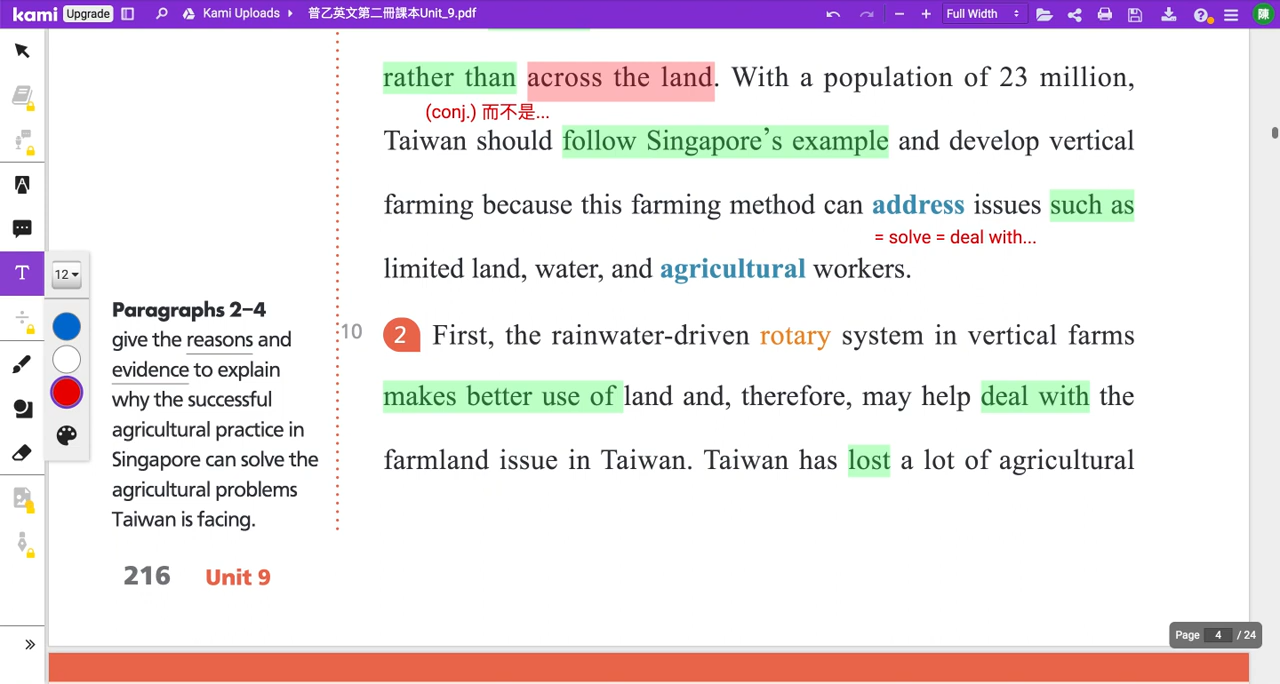 kami Upgrade Kami Uploads 普乙英文第二冊課本Unit_9.pdf Full Width 陳
rather than across the land. With a population of 23 million,
(conj.) 而不是...
Taiwan should follow Singapore's example and develop vertical
farming because this farming method can address issues such as
= solve = deal with...
limited land, water, and agricultural workers.
T 12
Paragraphs 2–4
give the reasons and
evidence to explain
why the successful
agricultural practice in
Singapore can solve the
agricultural problems
Taiwan is facing.
10 2 First, the rainwater-driven rotary system in vertical farms
makes better use of land and, therefore, may help deal with the
farmland issue in Taiwan. Taiwan has lost a lot of agricultural
216 Unit 9
Page 4 / 24